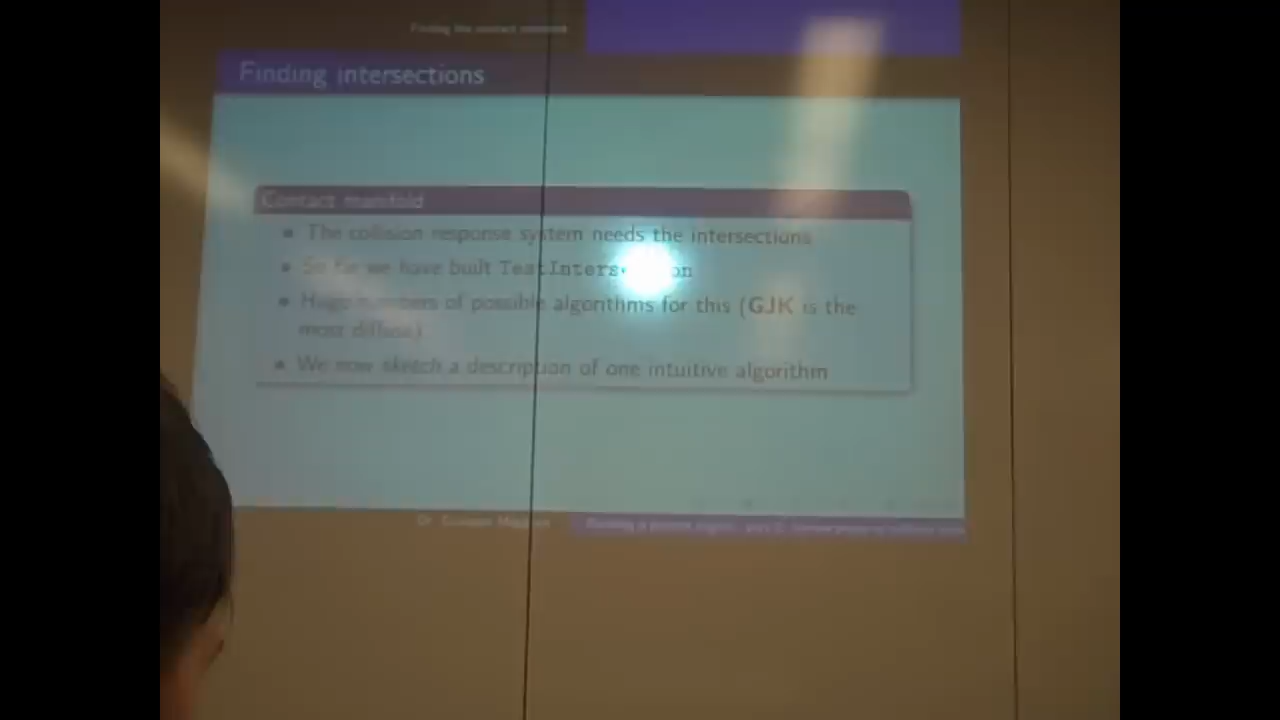 Finding the contact manifold
Finding intersections
Contact manifold
The collision response system needs the intersections
So far we have built
Huge numbers of possible algorithms for this (GJK is the
most diffuse)
We now sketch a description of one intuitive algorithm
Dr.